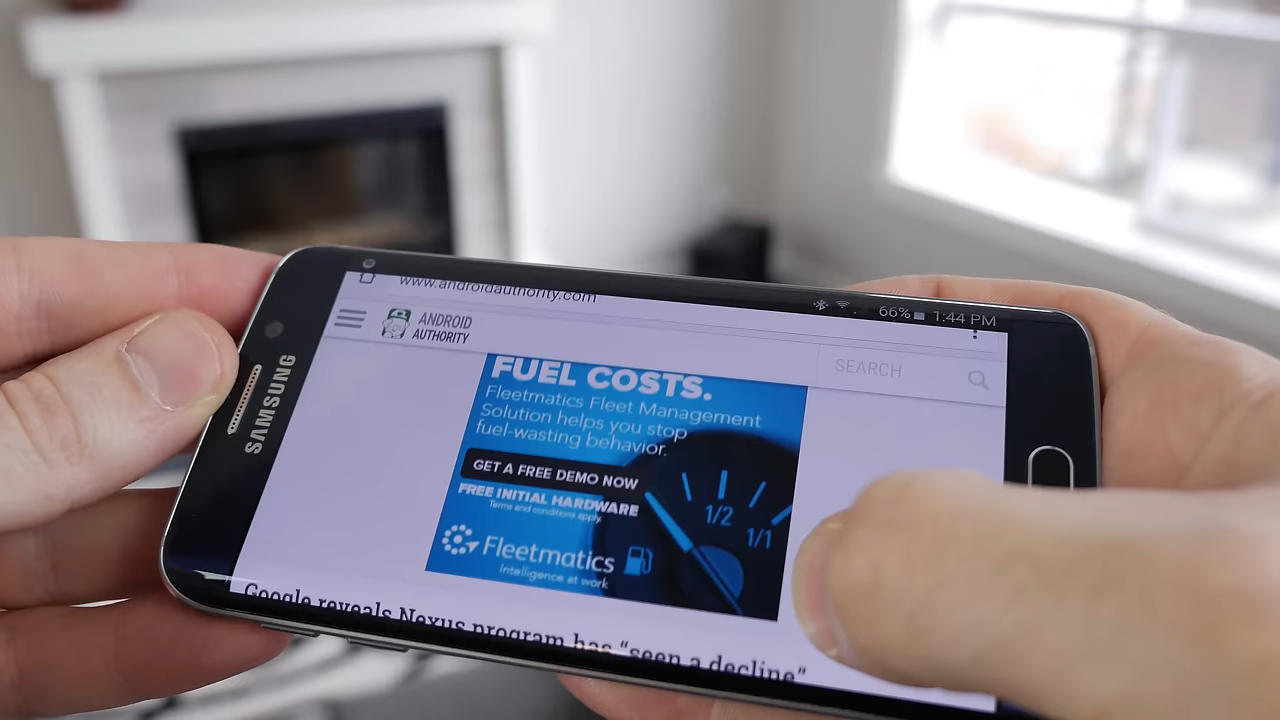 SAMSUNG
66% 1:44 PM
www.androidauthority.com
ANDROID
AUTHORITY
SEARCH
FUEL COSTS.
Fleetmatics Fleet Management
Solution helps you stop
fuel-wasting behavior.
GET A FREE DEMO NOW
FREE INITIAL HARDWARE
Terms and conditions apply.
1/2
1/1
Fleetmatics
Intelligence at work
Google reveals Nexus program has “seen a decline”